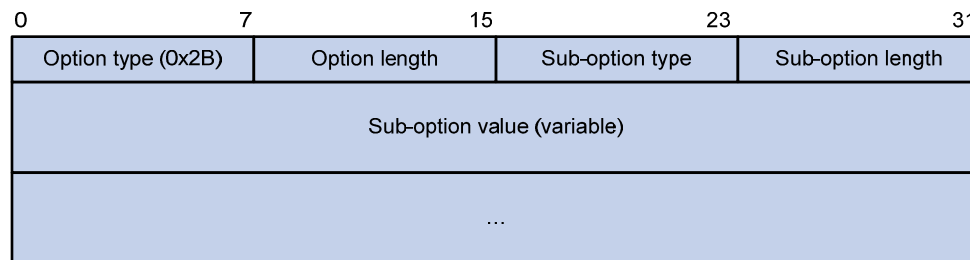 0 7 15 23 31
Option type (0x2B) Option length Sub-option type Sub-option length
Sub-option value (variable)
...